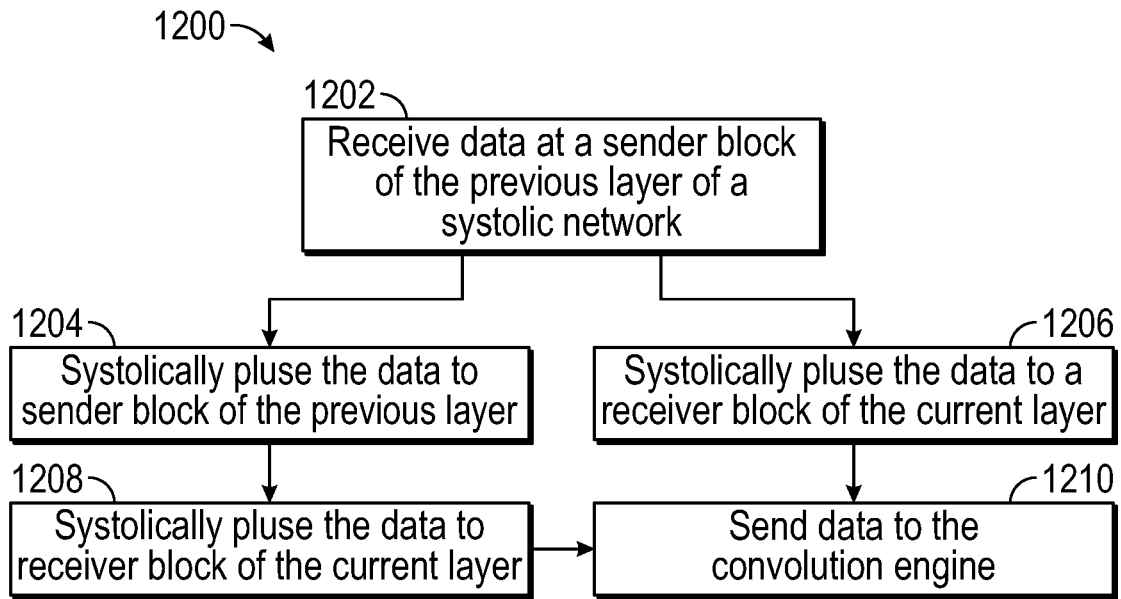 1200
1202
Receive data at a sender block
of the previous layer of a
systolic network
1204
Systolically pluse the data to
sender block of the previous layer
1206
Systolically pluse the data to a
receiver block of the current layer
1208
Systolically pluse the data to
receiver block of the current layer
1210
Send data to the
convolution engine